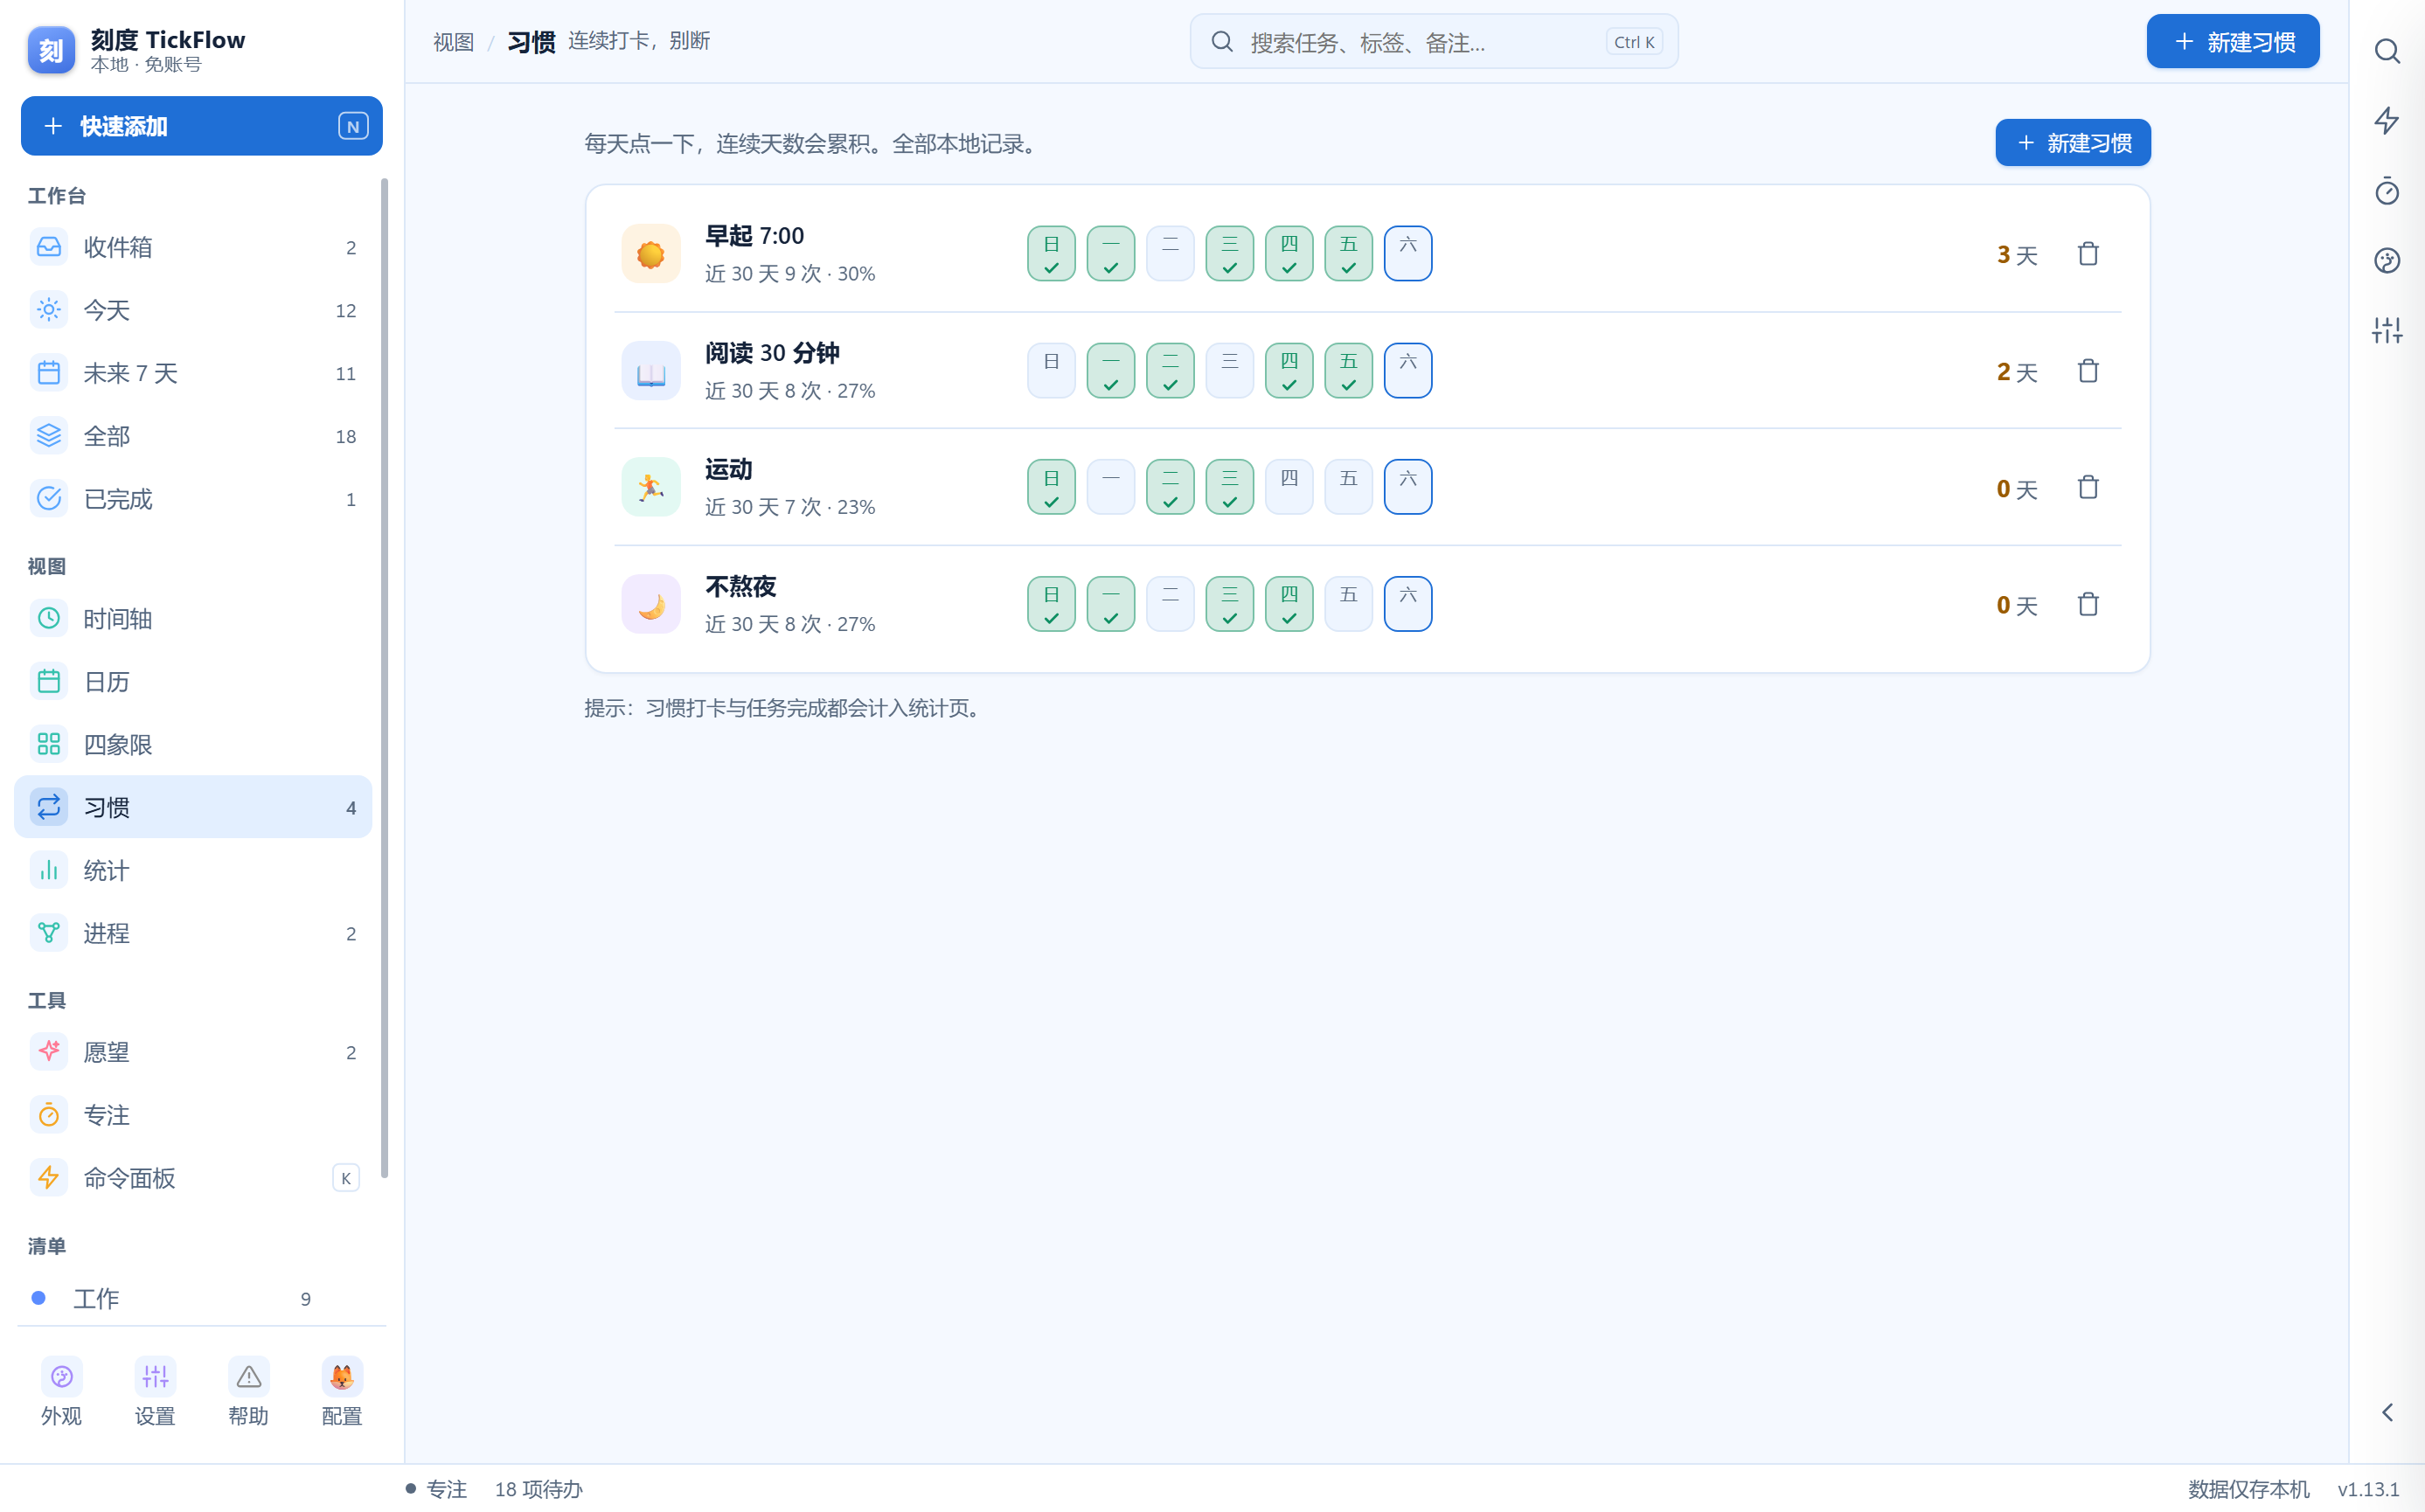 刻 刻度 TickFlow
本地 · 免账号
快速添加 N
工作台
收件箱 2
今天 12
未来 7 天 11
全部 18
已完成 1
视图
时间轴
日历
四象限
习惯 4
统计
进程 2
工具
愿望 2
专注
命令面板 K
清单
工作 9
外观 设置 帮助 配置
视图 / 习惯 连续打卡，别断
搜索任务、标签、备注... Ctrl K
新建习惯
每天点一下，连续天数会累积。全部本地记录。
新建习惯
早起 7:00
近 30 天 9 次 · 30%
日 一 二 三 四 五 六
3 天
阅读 30 分钟
近 30 天 8 次 · 27%
日 一 二 三 四 五 六
2 天
运动
近 30 天 7 次 · 23%
日 一 二 三 四 五 六
0 天
不熬夜
近 30 天 8 次 · 27%
日 一 二 三 四 五 六
0 天
提示：习惯打卡与任务完成都会计入统计页。
专注 18 项待办
数据仅存本机 v1.13.1